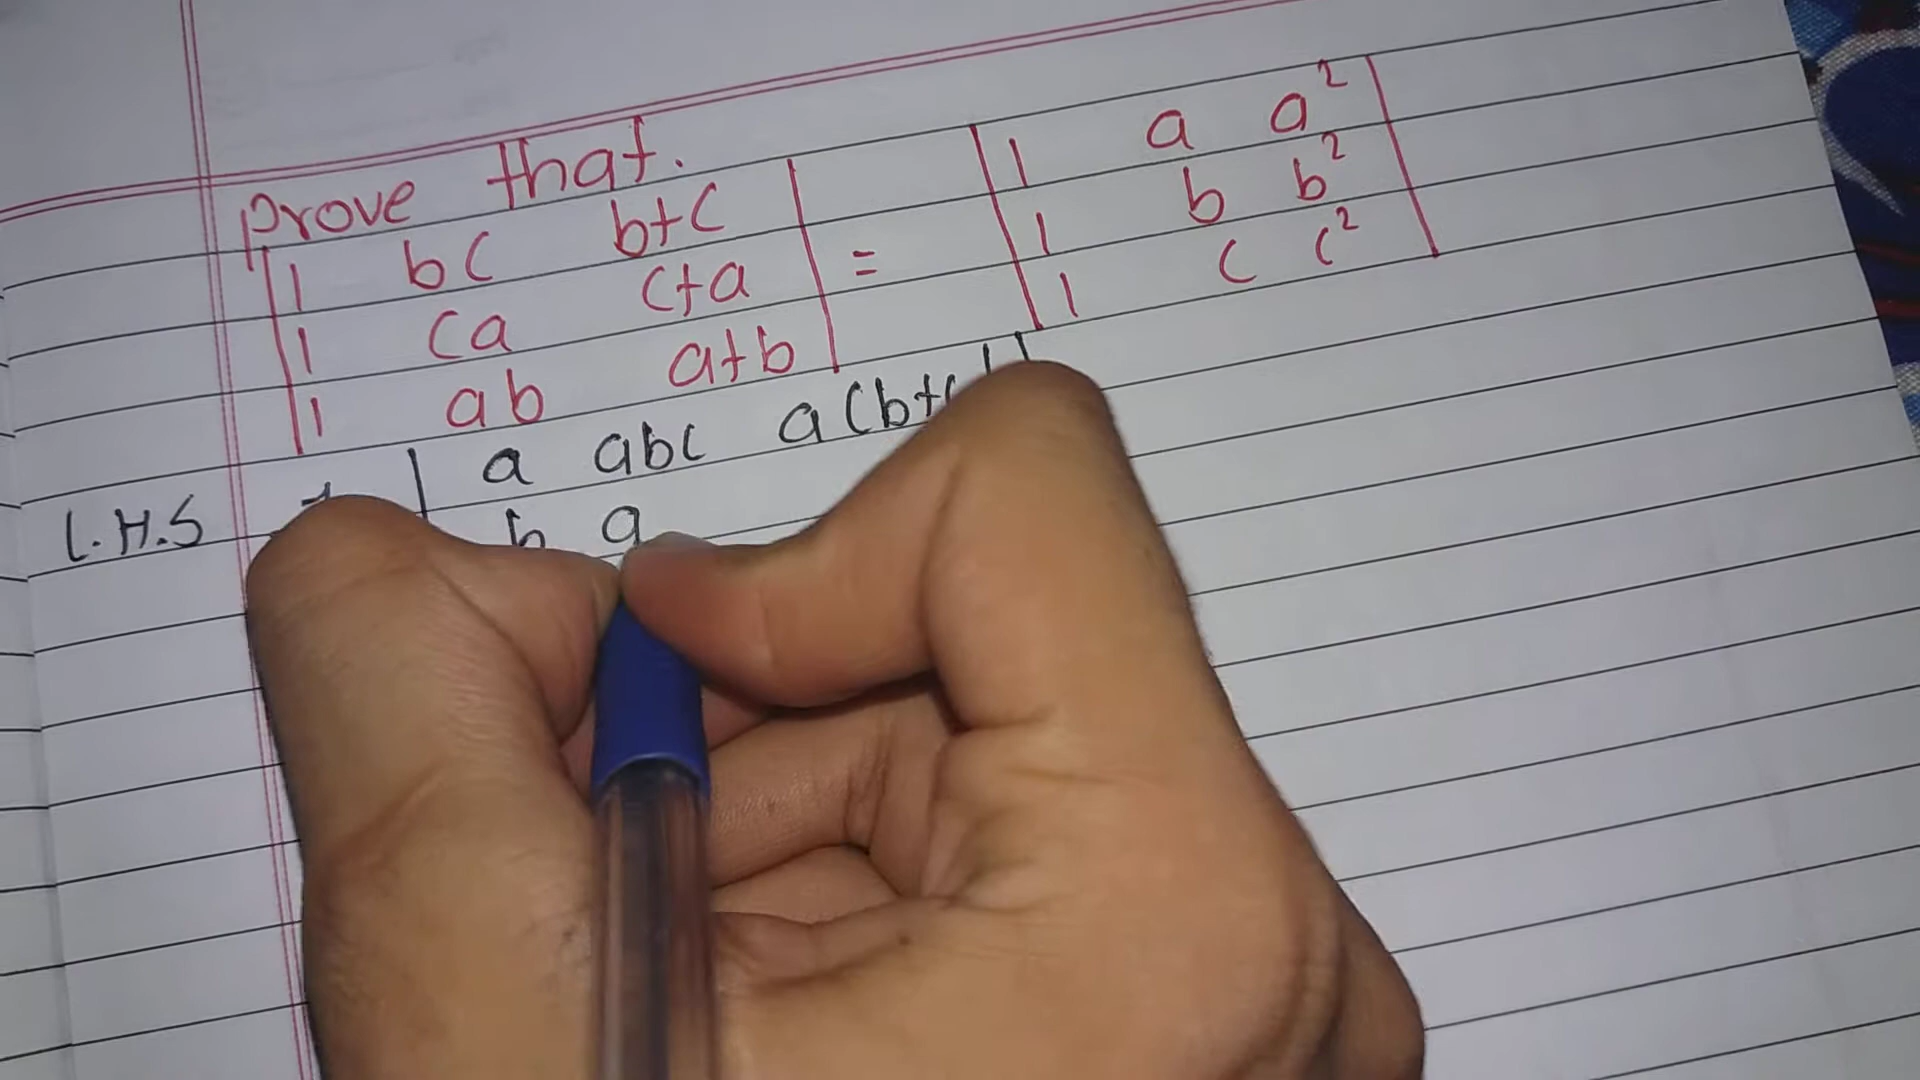 Prove that.
| 1 bc b+c | = | 1 a a² |
| 1 ca c+a | | 1 b b² |
| 1 ab a+b | | 1 c c² |
L.H.S | a abc a(b+c
b a